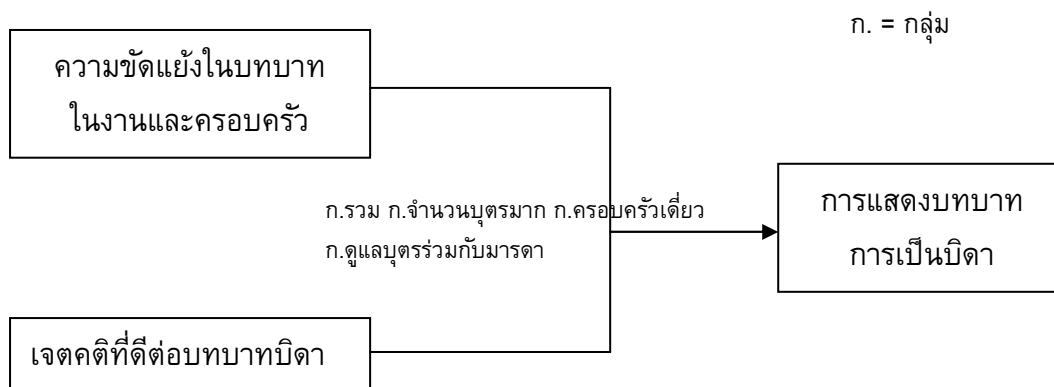 ก. = กลุ่ม
ความขัดแย้งในบทบาท
ในงานและครอบครัว
ก.รวม ก.จำนวนบุตรมาก ก.ครอบครัวเดี่ยว
ก.ดูแลบุตรร่วมกับมารดา
การแสดงบทบาท
การเป็นบิดา
เจตคติที่ดีต่อบทบาทบิดา